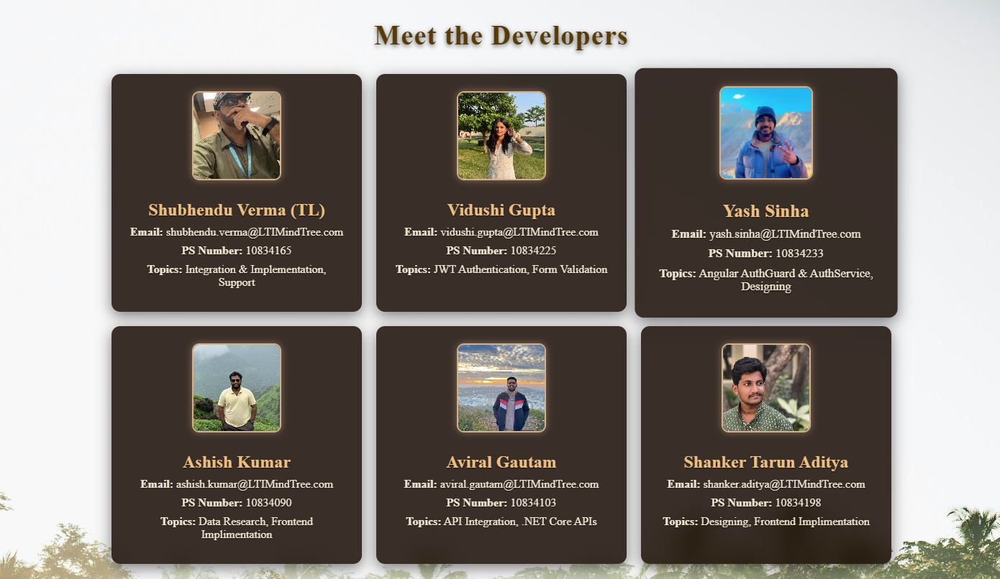 Meet the Developers
Shubhendu Verma (TL)
Email: shubhendu.verma@LTIMindTree.com
PS Number: 10834165
Topics: Integration & Implementation,
Support
Vidushi Gupta
Email: vidushi.gupta@LTIMindTree.com
PS Number: 10834225
Topics: JWT Authentication, Form Validation
Yash Sinha
Email: yash.sinha@LTIMindTree.com
PS Number: 10834233
Topics: Angular AuthGuard & AuthService,
Designing
Ashish Kumar
Email: ashish.kumar@LTIMindTree.com
PS Number: 10834090
Topics: Data Research, Frontend
Implimentation
Aviral Gautam
Email: aviral.gautam@LTIMindTree.com
PS Number: 10834103
Topics: API Integration, .NET Core APIs
Shanker Tarun Aditya
Email: shanker.aditya@LTIMindTree.com
PS Number: 10834198
Topics: Designing, Frontend Implimentation